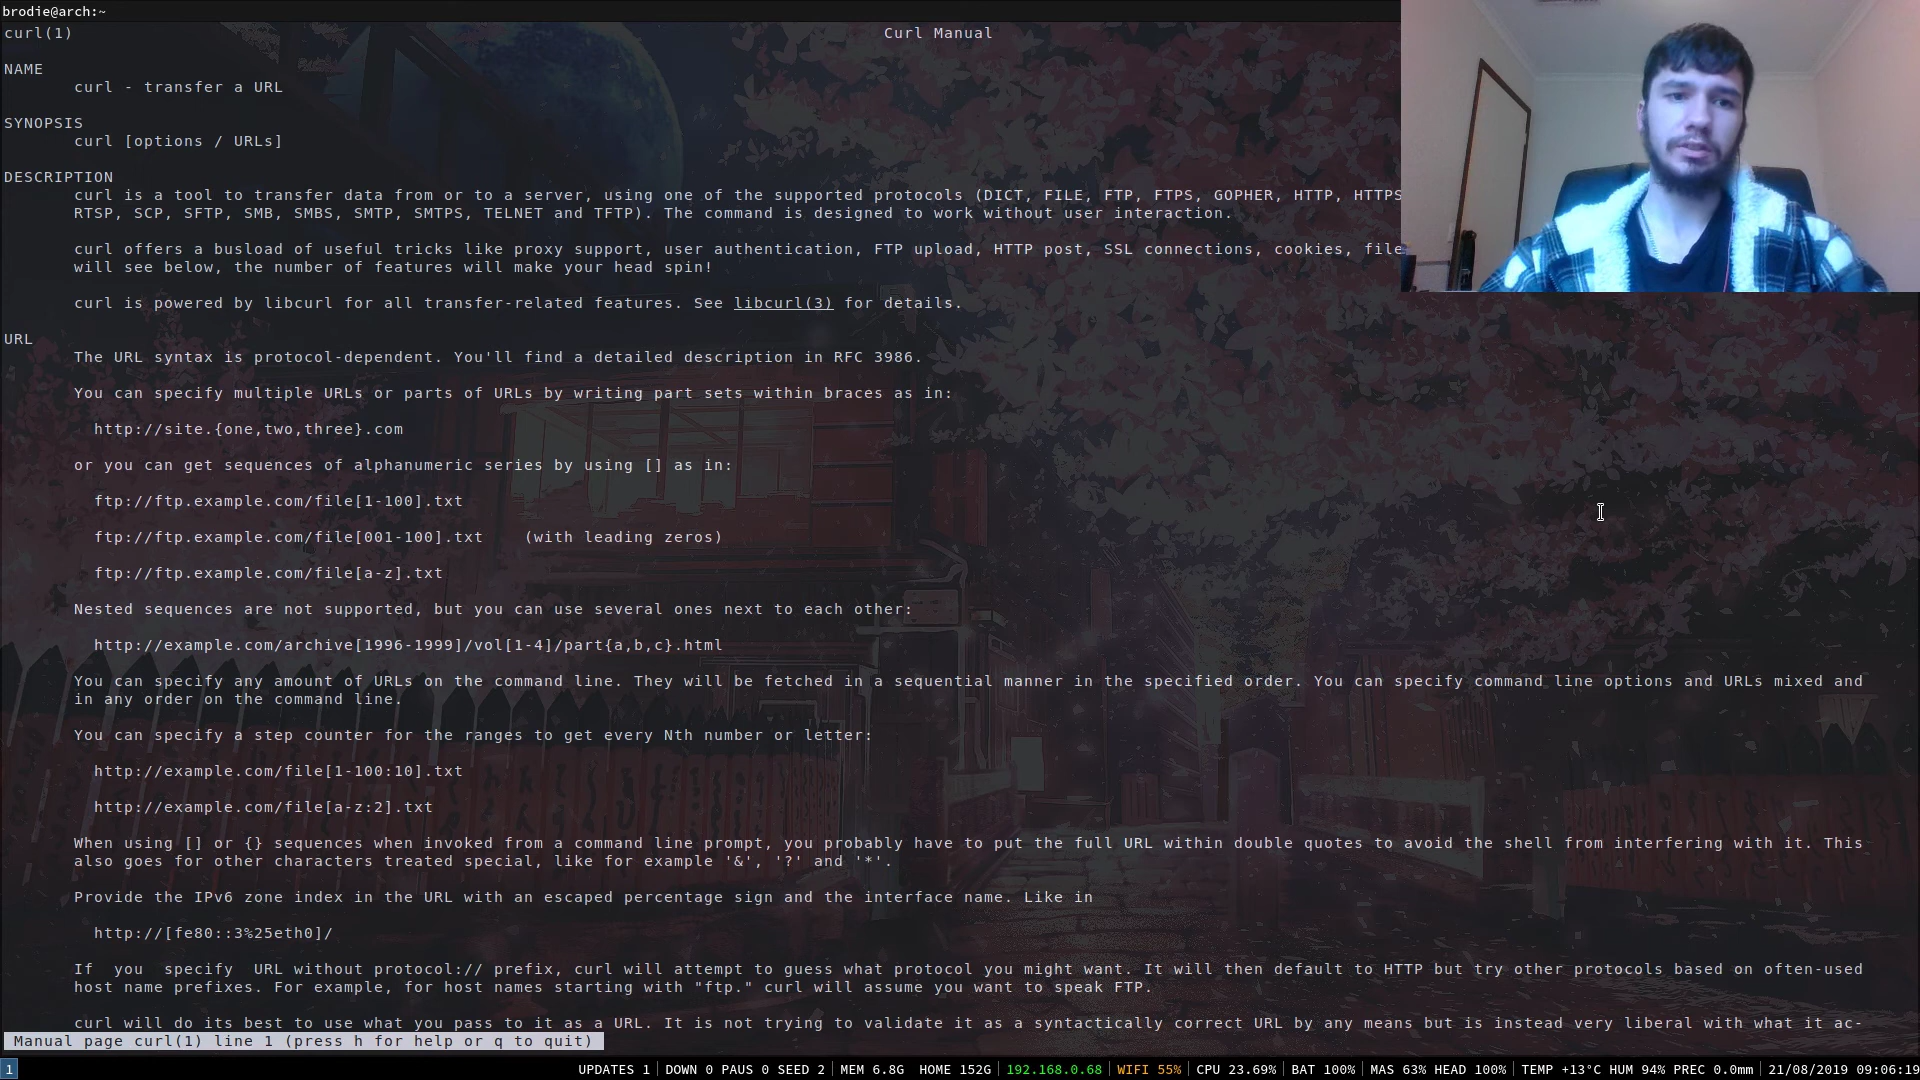 brodie@arch:~
curl(1) Curl Manual
NAME
curl - transfer a URL
SYNOPSIS
curl [options / URLs]
DESCRIPTION
curl is a tool to transfer data from or to a server, using one of the supported protocols (DICT, FILE, FTP, FTPS, GOPHER, HTTP, HTTPS
RTSP, SCP, SFTP, SMB, SMBS, SMTP, SMTPS, TELNET and TFTP). The command is designed to work without user interaction.
curl offers a busload of useful tricks like proxy support, user authentication, FTP upload, HTTP post, SSL connections, cookies, file
will see below, the number of features will make your head spin!
curl is powered by libcurl for all transfer-related features. See libcurl(3) for details.
URL
The URL syntax is protocol-dependent. You'll find a detailed description in RFC 3986.
You can specify multiple URLs or parts of URLs by writing part sets within braces as in:
http://site.{one,two,three}.com
or you can get sequences of alphanumeric series by using [] as in:
ftp://ftp.example.com/file[1-100].txt
ftp://ftp.example.com/file[001-100].txt    (with leading zeros)
ftp://ftp.example.com/file[a-z].txt
Nested sequences are not supported, but you can use several ones next to each other:
http://example.com/archive[1996-1999]/vol[1-4]/part{a,b,c}.html
You can specify any amount of URLs on the command line. They will be fetched in a sequential manner in the specified order. You can specify command line options and URLs mixed and
in any order on the command line.
You can specify a step counter for the ranges to get every Nth number or letter:
http://example.com/file[1-100:10].txt
http://example.com/file[a-z:2].txt
When using [] or {} sequences when invoked from a command line prompt, you probably have to put the full URL within double quotes to avoid the shell from interfering with it. This
also goes for other characters treated special, like for example '&', '?' and '*'.
Provide the IPv6 zone index in the URL with an escaped percentage sign and the interface name. Like in
http://[fe80::3%25eth0]/
If  you  specify  URL without protocol:// prefix, curl will attempt to guess what protocol you might want. It will then default to HTTP but try other protocols based on often-used
host name prefixes. For example, for host names starting with "ftp." curl will assume you want to speak FTP.
curl will do its best to use what you pass to it as a URL. It is not trying to validate it as a syntactically correct URL by any means but is instead very liberal with what it ac-
Manual page curl(1) line 1 (press h for help or q to quit)
1 UPDATES 1 | DOWN 0 PAUS 0 SEED 2 | MEM 6.8G HOME 152G | 192.168.0.68 | WIFI 55% | CPU 23.69% | BAT 100% | MAS 63% HEAD 100% | TEMP +13°C HUM 94% PREC 0.0mm | 21/08/2019 09:06:19